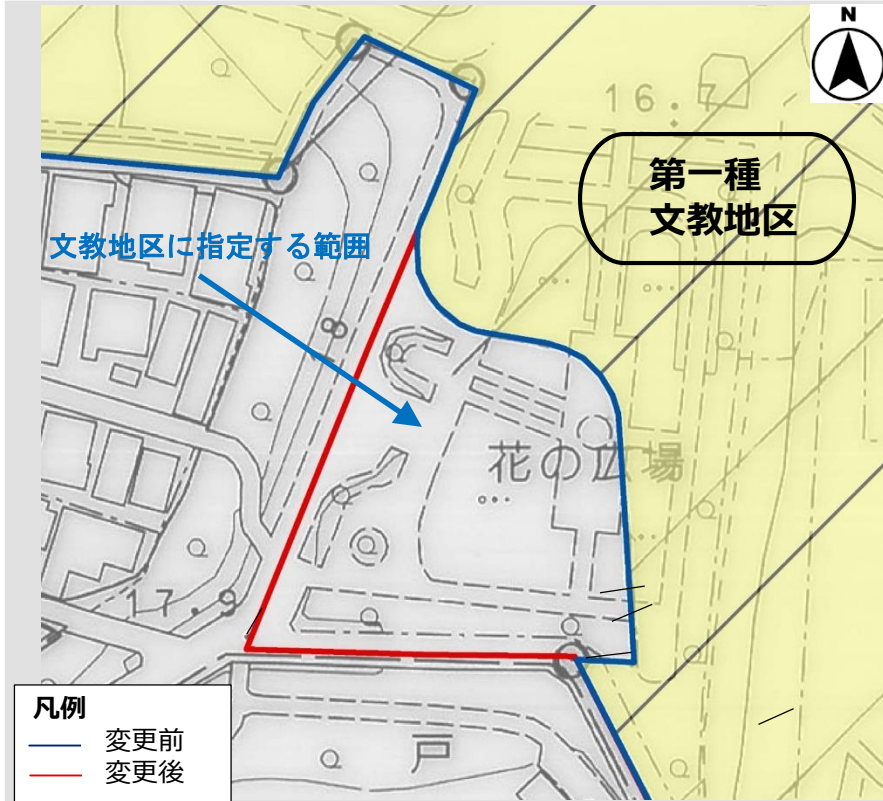 N
16.7
第一種
文教地区
文教地区に指定する範囲
8
花の広場
17.9
戸
凡例
変更前
変更後